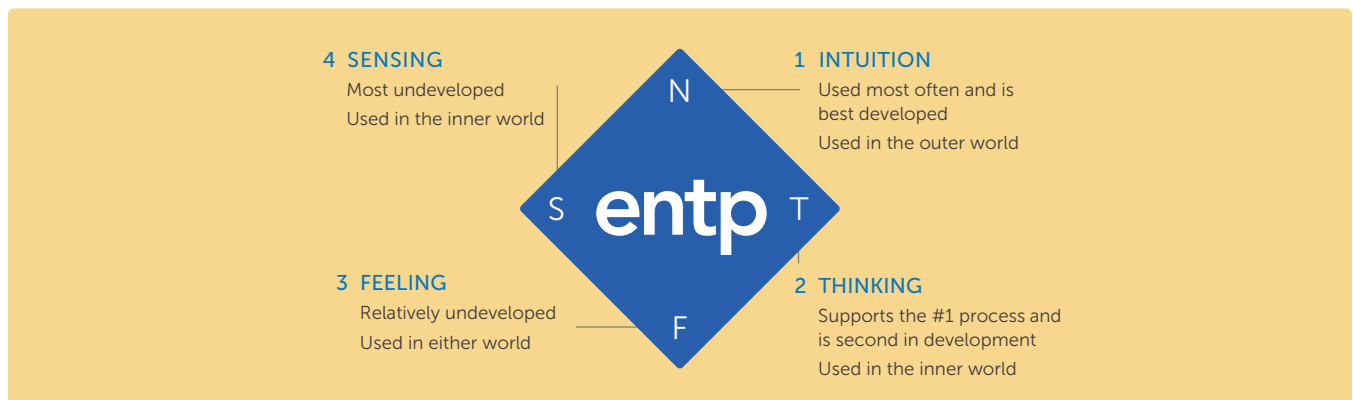 4 SENSING
Most undeveloped
Used in the inner world
N
1 INTUITION
Used most often and is
best developed
Used in the outer world
S
entp
T
3 FEELING
Relatively undeveloped
Used in either world
F
2 THINKING
Supports the #1 process and
is second in development
Used in the inner world